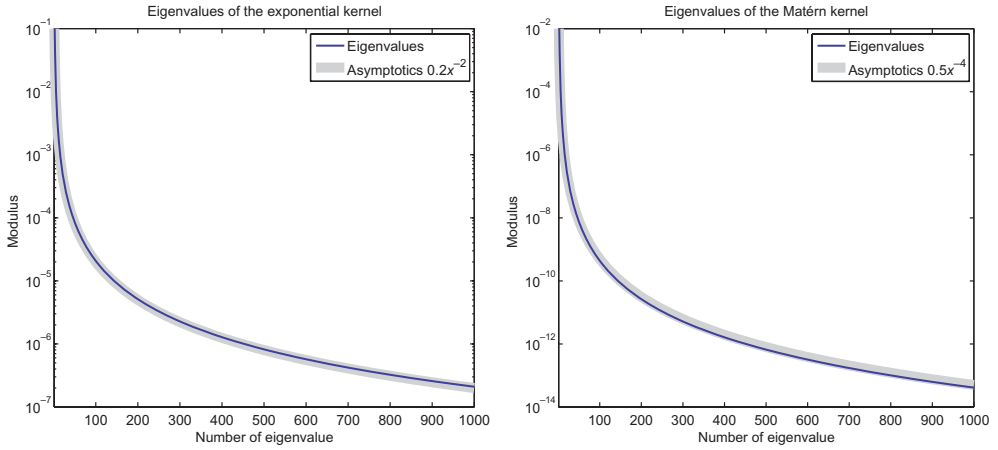 Eigenvalues of the exponential kernel
10⁻¹
10⁻²
10⁻³
10⁻⁴
10⁻⁵
10⁻⁶
10⁻⁷
Modulus
Eigenvalues
Asymptotics 0.2x⁻²
100 200 300 400 500 600 700 800 900 1000
Number of eigenvalue
Eigenvalues of the Matérn kernel
10⁻²
10⁻⁴
10⁻⁶
10⁻⁸
10⁻¹⁰
10⁻¹²
10⁻¹⁴
Modulus
Eigenvalues
Asymptotics 0.5x⁻⁴
100 200 300 400 500 600 700 800 900 1000
Number of eigenvalue